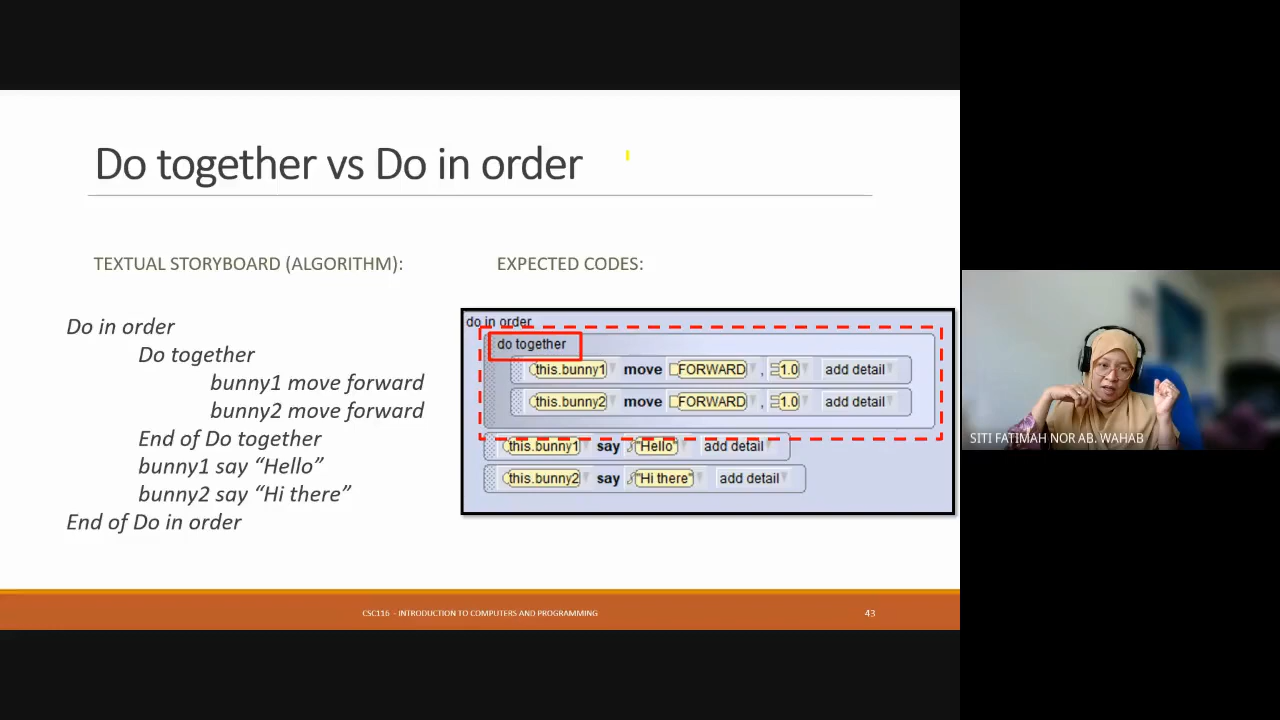 Do together vs Do in order
TEXTUAL STORYBOARD (ALGORITHM):
Do in order
Do together
bunny1 move forward
bunny2 move forward
End of Do together
bunny1 say “Hello”
bunny2 say “Hi there”
End of Do in order
EXPECTED CODES:
do in order
do together
this.bunny1 move FORWARD , 1.0 add detail
this.bunny2 move FORWARD , 1.0 add detail
this.bunny1 say "Hello" add detail
this.bunny2 say "Hi there" add detail
CSC116 - INTRODUCTION TO COMPUTERS AND PROGRAMMING
43
SITI FATIMAH NOR AB. WAHAB